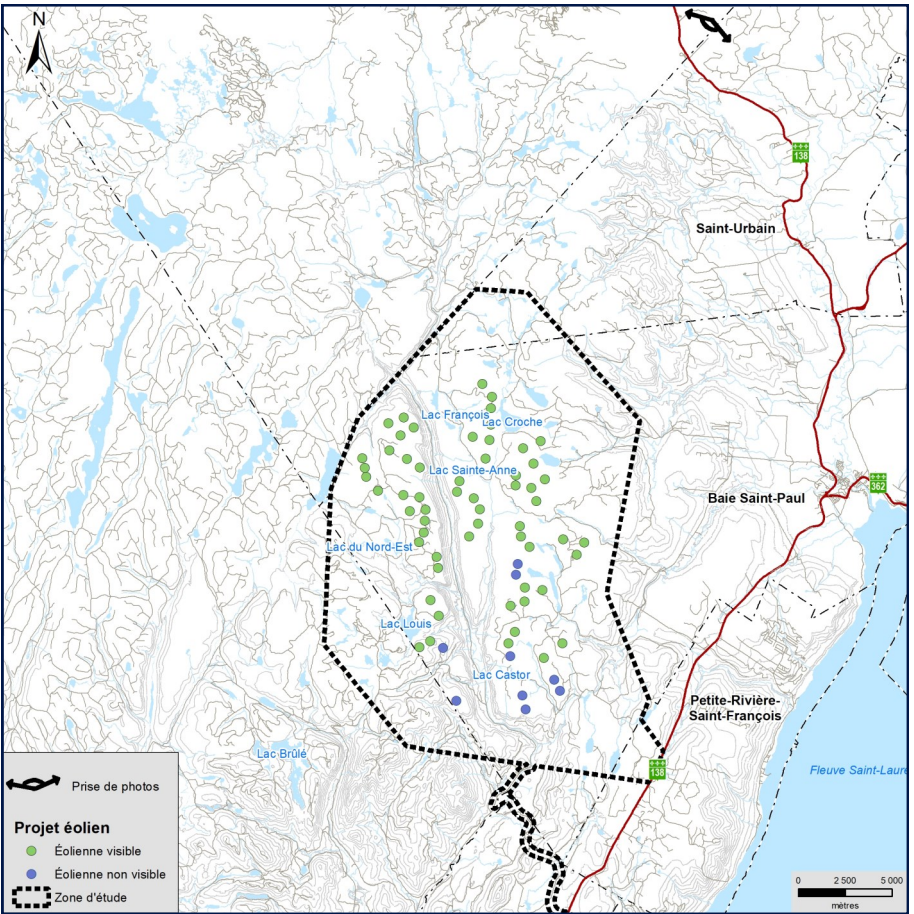 N
138
Saint-Urbain
Lac François
Lac Croche
Lac Sainte-Anne
Baie Saint-Paul
362
Lac du Nord-Est
Lac Louis
Lac Castor
Petite-Rivière-
Saint-François
Lac Brûlé
138
Fleuve Saint-Laure
Prise de photos
Projet éolien
Éolienne visible
Éolienne non visible
Zone d'étude
0 2 500 5 000
mètres